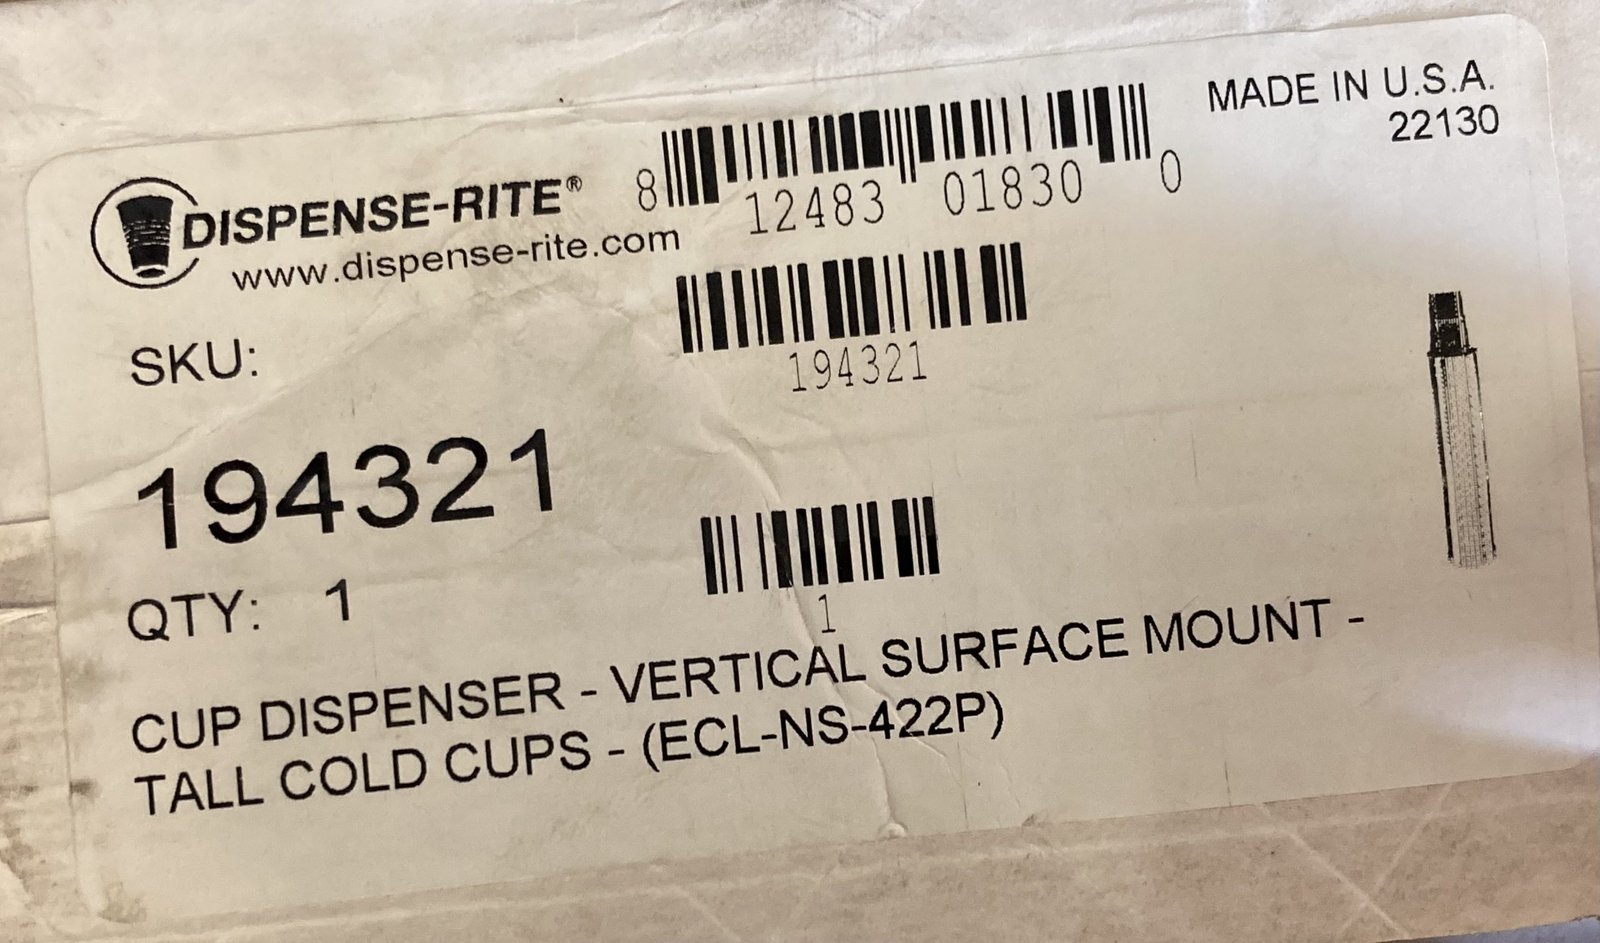 MADE IN U.S.A.
22130
DISPENSE-RITE®
www.dispense-rite.com
8 12483 01830 0
SKU:
194321
194321
QTY: 1
1
CUP DISPENSER - VERTICAL SURFACE MOUNT -
TALL COLD CUPS - (ECL-NS-422P)